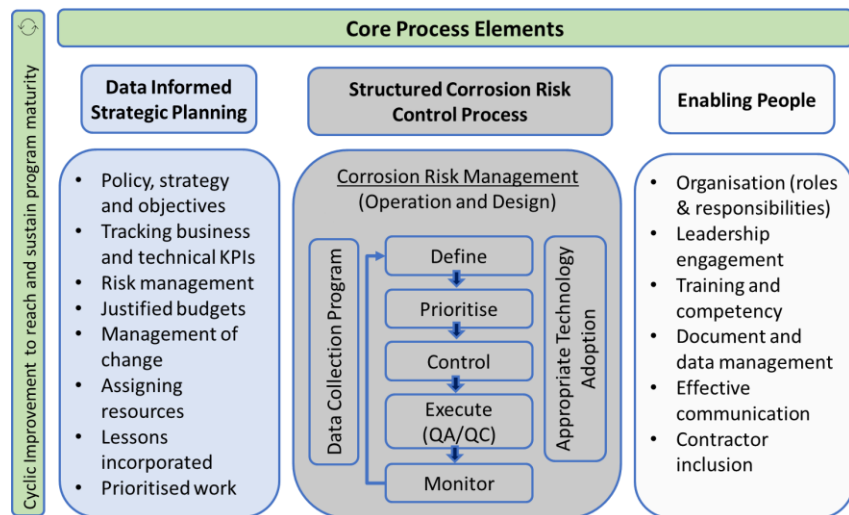 Cyclic Improvement to reach and sustain program maturity
Core Process Elements
Data Informed
Strategic Planning
• Policy, strategy
and objectives
• Tracking business
and technical KPIs
• Risk management
• Justified budgets
• Management of
change
• Assigning
resources
• Lessons
incorporated
• Prioritised work
Structured Corrosion Risk
Control Process
Corrosion Risk Management
(Operation and Design)
Data Collection Program
Define
Prioritise
Control
Execute
(QA/QC)
Monitor
Appropriate Technology
Adoption
Enabling People
• Organisation (roles
& responsibilities)
• Leadership
engagement
• Training and
competency
• Document and
data management
• Effective
communication
• Contractor
inclusion